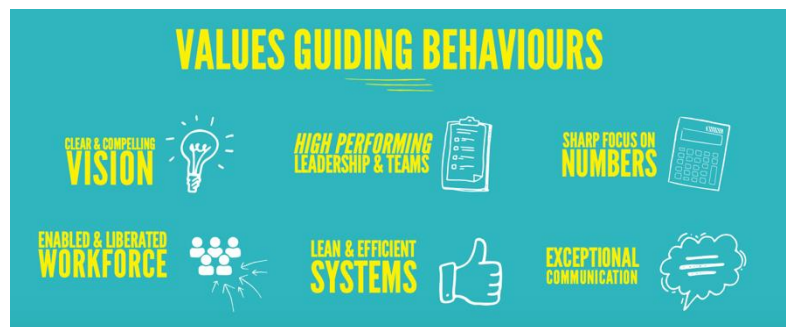 VALUES GUIDING BEHAVIOURS
CLEAR & COMPELLING
VISION
HIGH PERFORMING
LEADERSHIP & TEAMS
SHARP FOCUS ON
NUMBERS
ENABLED & LIBERATED
WORKFORCE
LEAN & EFFICIENT
SYSTEMS
EXCEPTIONAL
COMMUNICATION